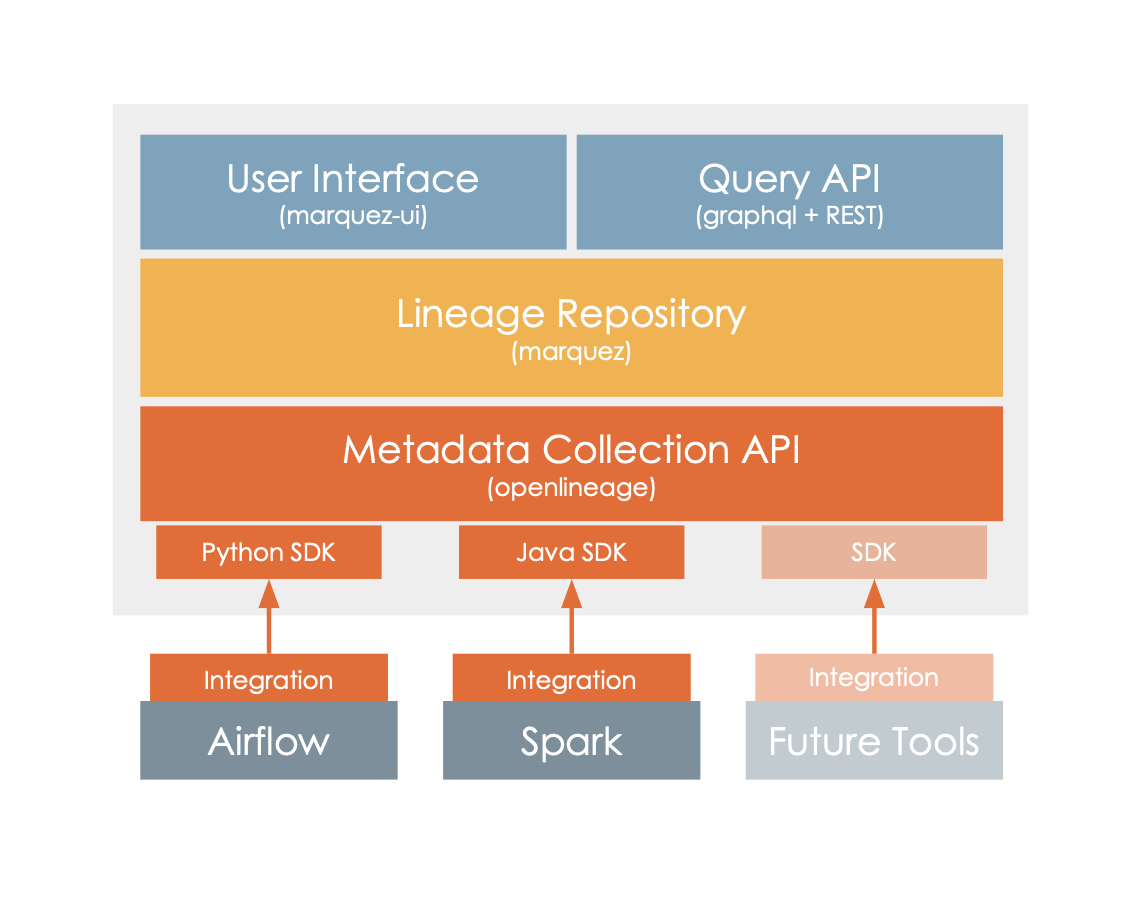 User Interface
(marquez-ui)
Query API
(graphql + REST)
Lineage Repository
(marquez)
Metadata Collection API
(openlineage)
Python SDK
Java SDK
SDK
Integration
Integration
Integration
Airflow
Spark
Future Tools